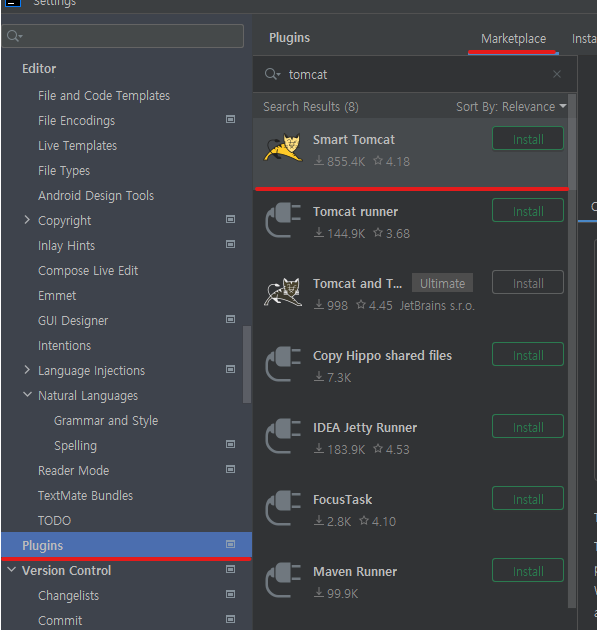 Settings
Editor
File and Code Templates
File Encodings
Live Templates
File Types
Android Design Tools
Copyright
Inlay Hints
Compose Live Edit
Emmet
GUI Designer
Intentions
Language Injections
Natural Languages
Grammar and Style
Spelling
Reader Mode
TextMate Bundles
TODO
Plugins
Version Control
Changelists
Commit
Plugins
Marketplace
Insta
tomcat
Search Results (8)
Sort By: Relevance
Smart Tomcat
Install
855.4K 4.18
Tomcat runner
Install
144.9K 3.68
Tomcat and T... Ultimate
Install
998 4.45 JetBrains s.r.o.
Copy Hippo shared files
Install
7.3K
IDEA Jetty Runner
Install
183.9K 4.53
FocusTask
Install
2.8K 4.10
Maven Runner
Install
99.9K